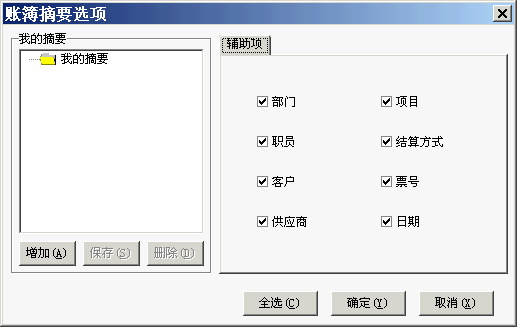 账簿摘要选项
我的摘要
我的摘要
增加(A) 保存(S) 删除(D)
辅助项
部门 项目
职员 结算方式
客户 票号
供应商 日期
全选(C) 确定(Y) 取消(X)